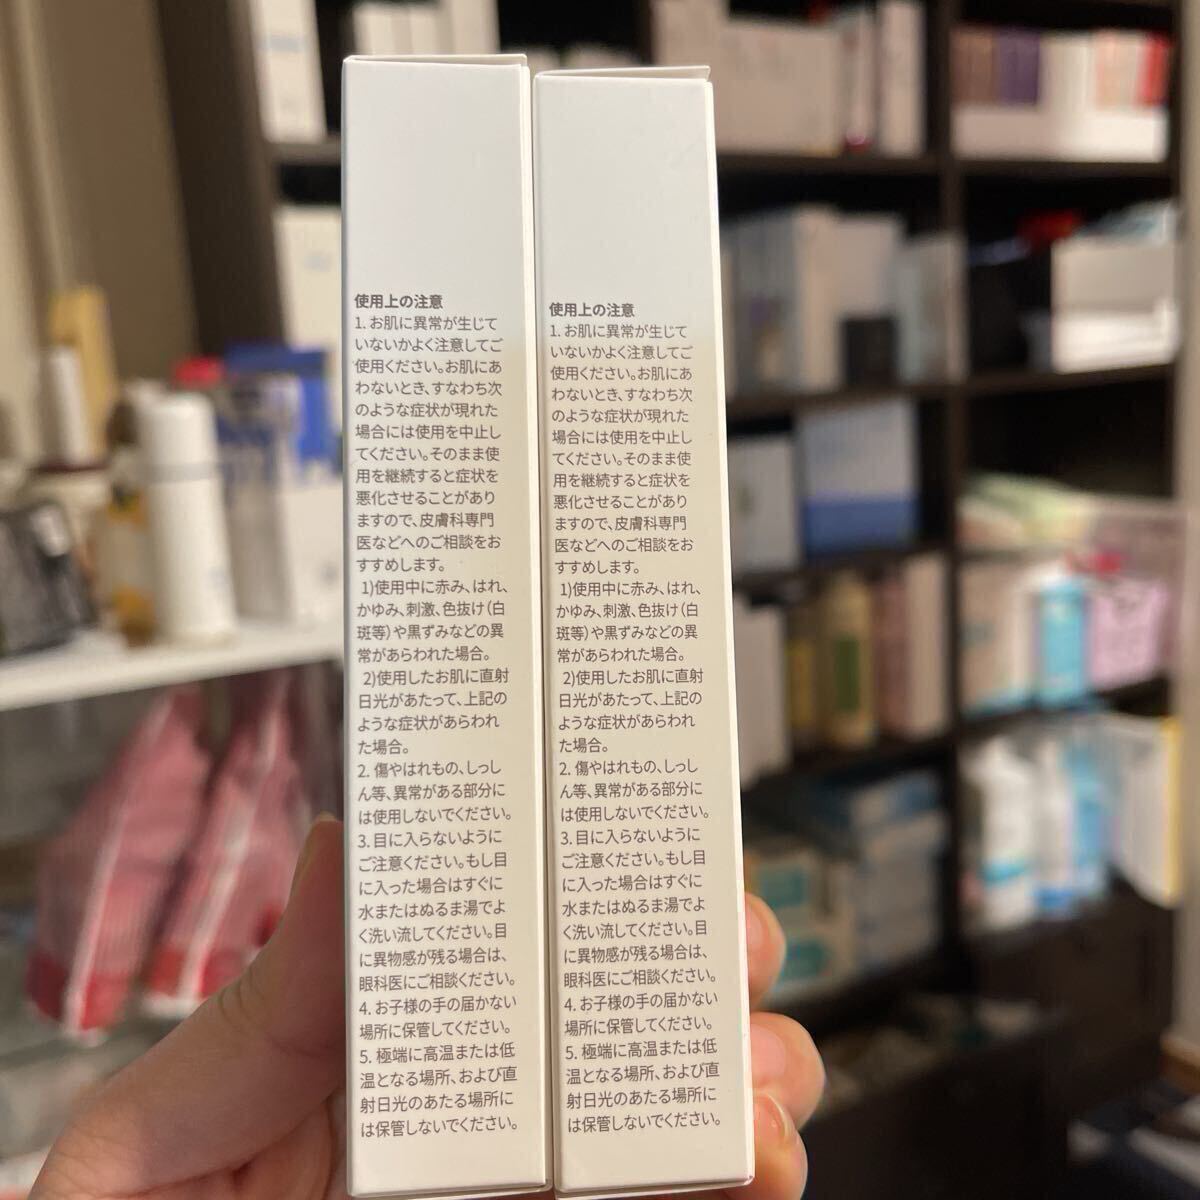 使用上の注意
1. お肌に異常が生じて
いないかよく注意してご
使用ください。お肌にあ
わないとき、すなわち次
のような症状が現れた
場合には使用を中止し
てください。そのまま使
用を継続すると症状を
悪化させることがあり
ますので、皮膚科専門
医などへのご相談をお
すすめします。
1)使用中に赤み、はれ、
かゆみ、刺激、色抜け(白
斑等)や黒ずみなどの異
常があらわれた場合。
2)使用したお肌に直射
日光があたって、上記の
ような症状があらわれ
た場合。
2. 傷やはれもの、しっし
ん等、異常がある部分に
は使用しないでください。
3. 目に入らないように
ご注意ください。もし目
に入った場合はすぐに
水またはぬるま湯でよ
く洗い流してください。目
に異物感が残る場合は、
眼科医にご相談ください。
4. お子様の手の届かない
場所に保管してください。
5. 極端に高温または低
温となる場所、および直
射日光のあたる場所に
は保管しないでください。
使用上の注意
1. お肌に異常が生じて
いないかよく注意してご
使用ください。お肌にあ
わないとき、すなわち次
のような症状が現れた
場合には使用を中止し
てください。そのまま使
用を継続すると症状を
悪化させることがあり
ますので、皮膚科専門
医などへのご相談をお
すすめします。
1)使用中に赤み、はれ、
かゆみ、刺激、色抜け(白
斑等)や黒ずみなどの異
常があらわれた場合。
2)使用したお肌に直射
日光があたって、上記の
ような症状があらわれ
た場合。
2. 傷やはれもの、しっし
ん等、異常がある部分に
は使用しないでください。
3. 目に入らないように
ご注意ください。もし目
に入った場合はすぐに
水またはぬるま湯でよ
く洗い流してください。目
に異物感が残る場合は、
眼科医にご相談ください。
4. お子様の手の届かない
場所に保管してください。
5. 極端に高温または低
温となる場所、および直
射日光のあたる場所に
は保管しないでください。